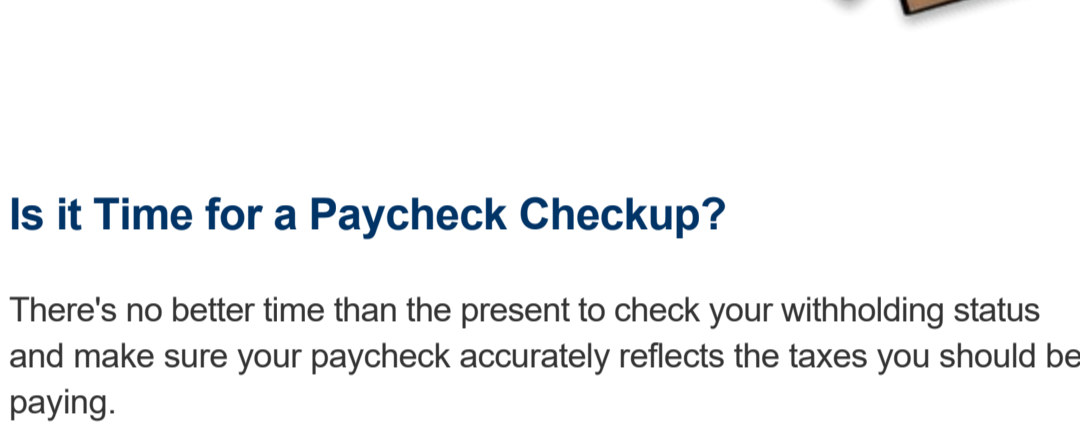 Is it Time for a Paycheck Checkup?
There's no better time than the present to check your withholding status
and make sure your paycheck accurately reflects the taxes you should be
paying.